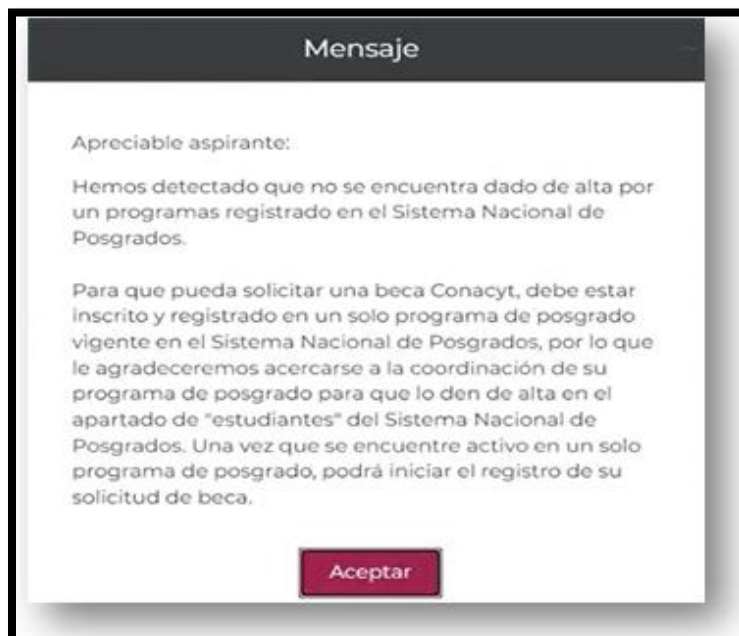 Mensaje
Apreciable aspirante:
Hemos detectado que no se encuentra dado de alta por
un programas registrado en el Sistema Nacional de
Posgrados.
Para que pueda solicitar una beca Conacyt, debe estar
inscrito y registrado en un solo programa de posgrado
vigente en el Sistema Nacional de Posgrados, por lo que
le agradeceremos acercarse a la coordinación de su
programa de posgrado para que lo den de alta en el
apartado de "estudiantes" del Sistema Nacional de
Posgrados. Una vez que se encuentre activo en un solo
programa de posgrado, podrá iniciar el registro de su
solicitud de beca.
Aceptar